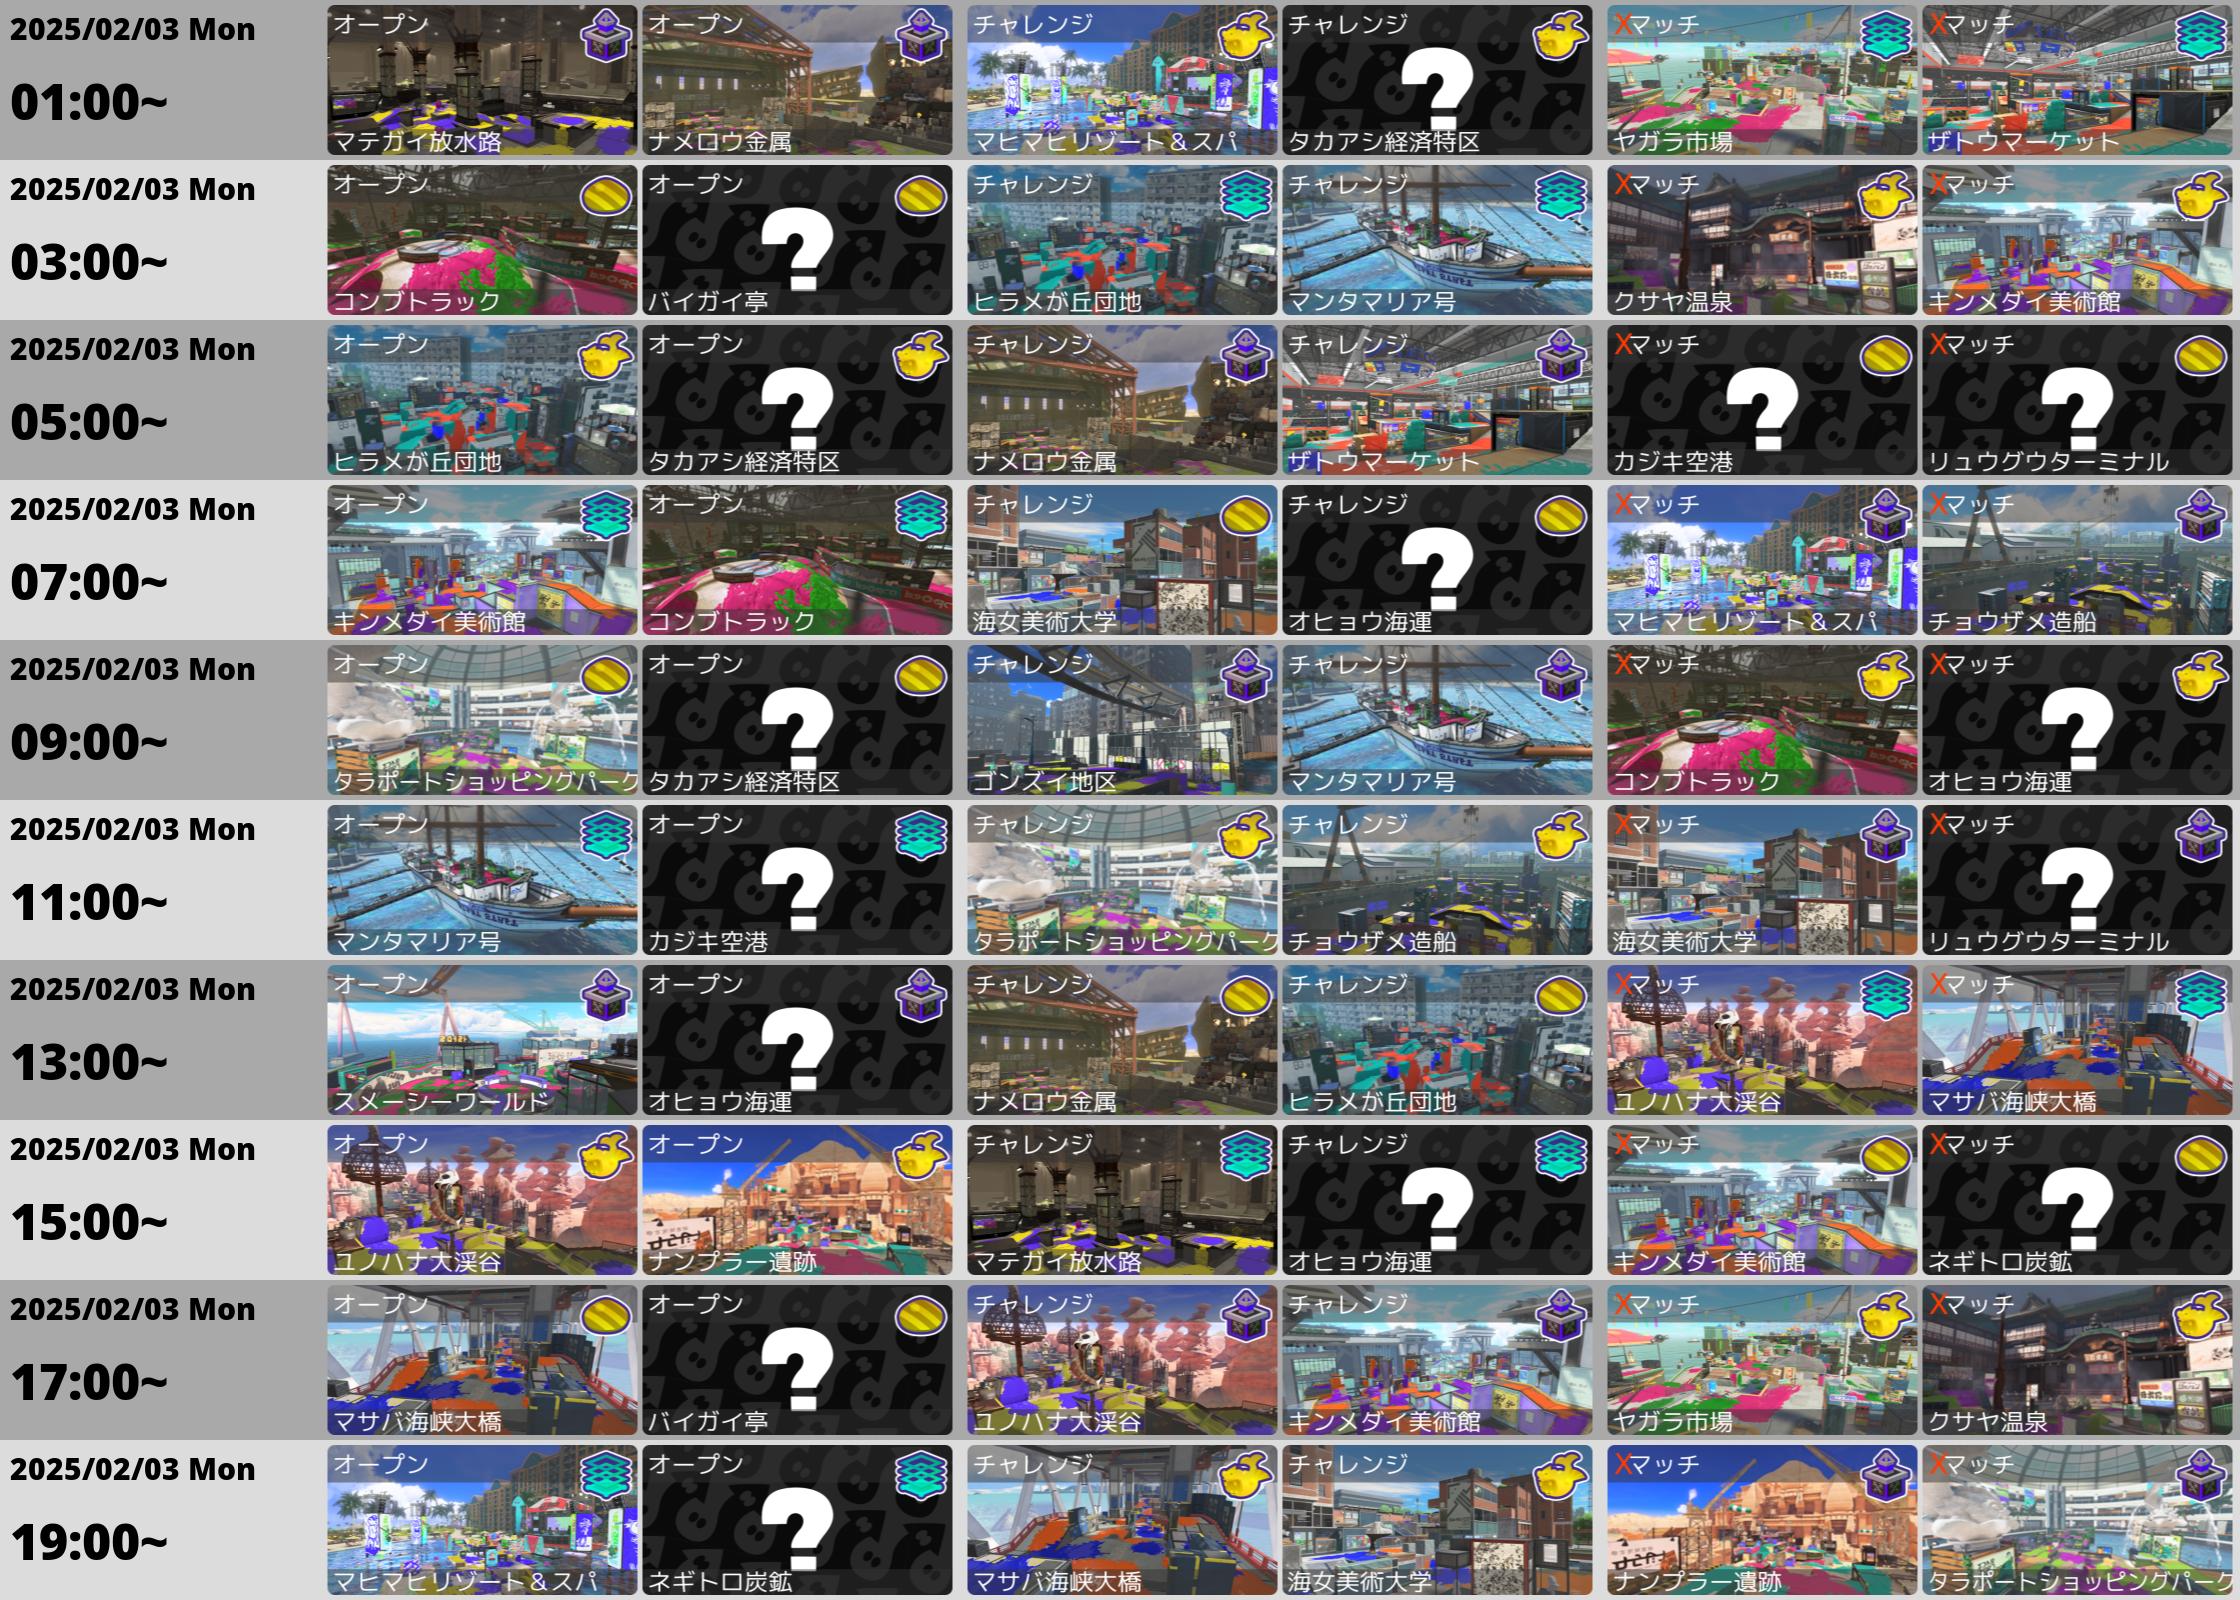 2025/02/03 Mon
01:00~
オープン
マテガイ放水路
オープン
ナメロウ金属
チャレンジ
マヒマヒリゾート＆スパ
チャレンジ
タカアシ経済特区
Xマッチ
ヤガラ市場
Xマッチ
ザトウマーケット
2025/02/03 Mon
03:00~
オープン
コンブトラック
オープン
バイガイ亭
チャレンジ
ヒラメが丘団地
チャレンジ
マンタマリア号
Xマッチ
クサヤ温泉
Xマッチ
キンメダイ美術館
2025/02/03 Mon
05:00~
オープン
ヒラメが丘団地
オープン
タカアシ経済特区
チャレンジ
ナメロウ金属
チャレンジ
ザトウマーケット
Xマッチ
カジキ空港
Xマッチ
リュウグウターミナル
2025/02/03 Mon
07:00~
オープン
キンメダイ美術館
オープン
コンブトラック
チャレンジ
海女美術大学
チャレンジ
オヒョウ海運
Xマッチ
マヒマヒリゾート＆スパ
Xマッチ
チョウザメ造船
2025/02/03 Mon
09:00~
オープン
タラポートショッピングパーク
オープン
タカアシ経済特区
チャレンジ
ゴンズイ地区
チャレンジ
マンタマリア号
Xマッチ
コンブトラック
Xマッチ
オヒョウ海運
2025/02/03 Mon
11:00~
オープン
マンタマリア号
オープン
カジキ空港
チャレンジ
タラポートショッピングパーク
チャレンジ
チョウザメ造船
Xマッチ
海女美術大学
Xマッチ
リュウグウターミナル
2025/02/03 Mon
13:00~
オープン
スメーシーワールド
オープン
オヒョウ海運
チャレンジ
ナメロウ金属
チャレンジ
ヒラメが丘団地
Xマッチ
ユノハナ大渓谷
Xマッチ
マサバ海峡大橋
2025/02/03 Mon
15:00~
オープン
ユノハナ大渓谷
オープン
ナンプラー遺跡
チャレンジ
マテガイ放水路
チャレンジ
オヒョウ海運
Xマッチ
キンメダイ美術館
Xマッチ
ネギトロ炭鉱
2025/02/03 Mon
17:00~
オープン
マサバ海峡大橋
オープン
バイガイ亭
チャレンジ
ユノハナ大渓谷
チャレンジ
キンメダイ美術館
Xマッチ
ヤガラ市場
Xマッチ
クサヤ温泉
2025/02/03 Mon
19:00~
オープン
マヒマヒリゾート＆スパ
オープン
ネギトロ炭鉱
チャレンジ
マサバ海峡大橋
チャレンジ
海女美術大学
Xマッチ
ナンプラー遺跡
Xマッチ
タラポートショッピングパーク